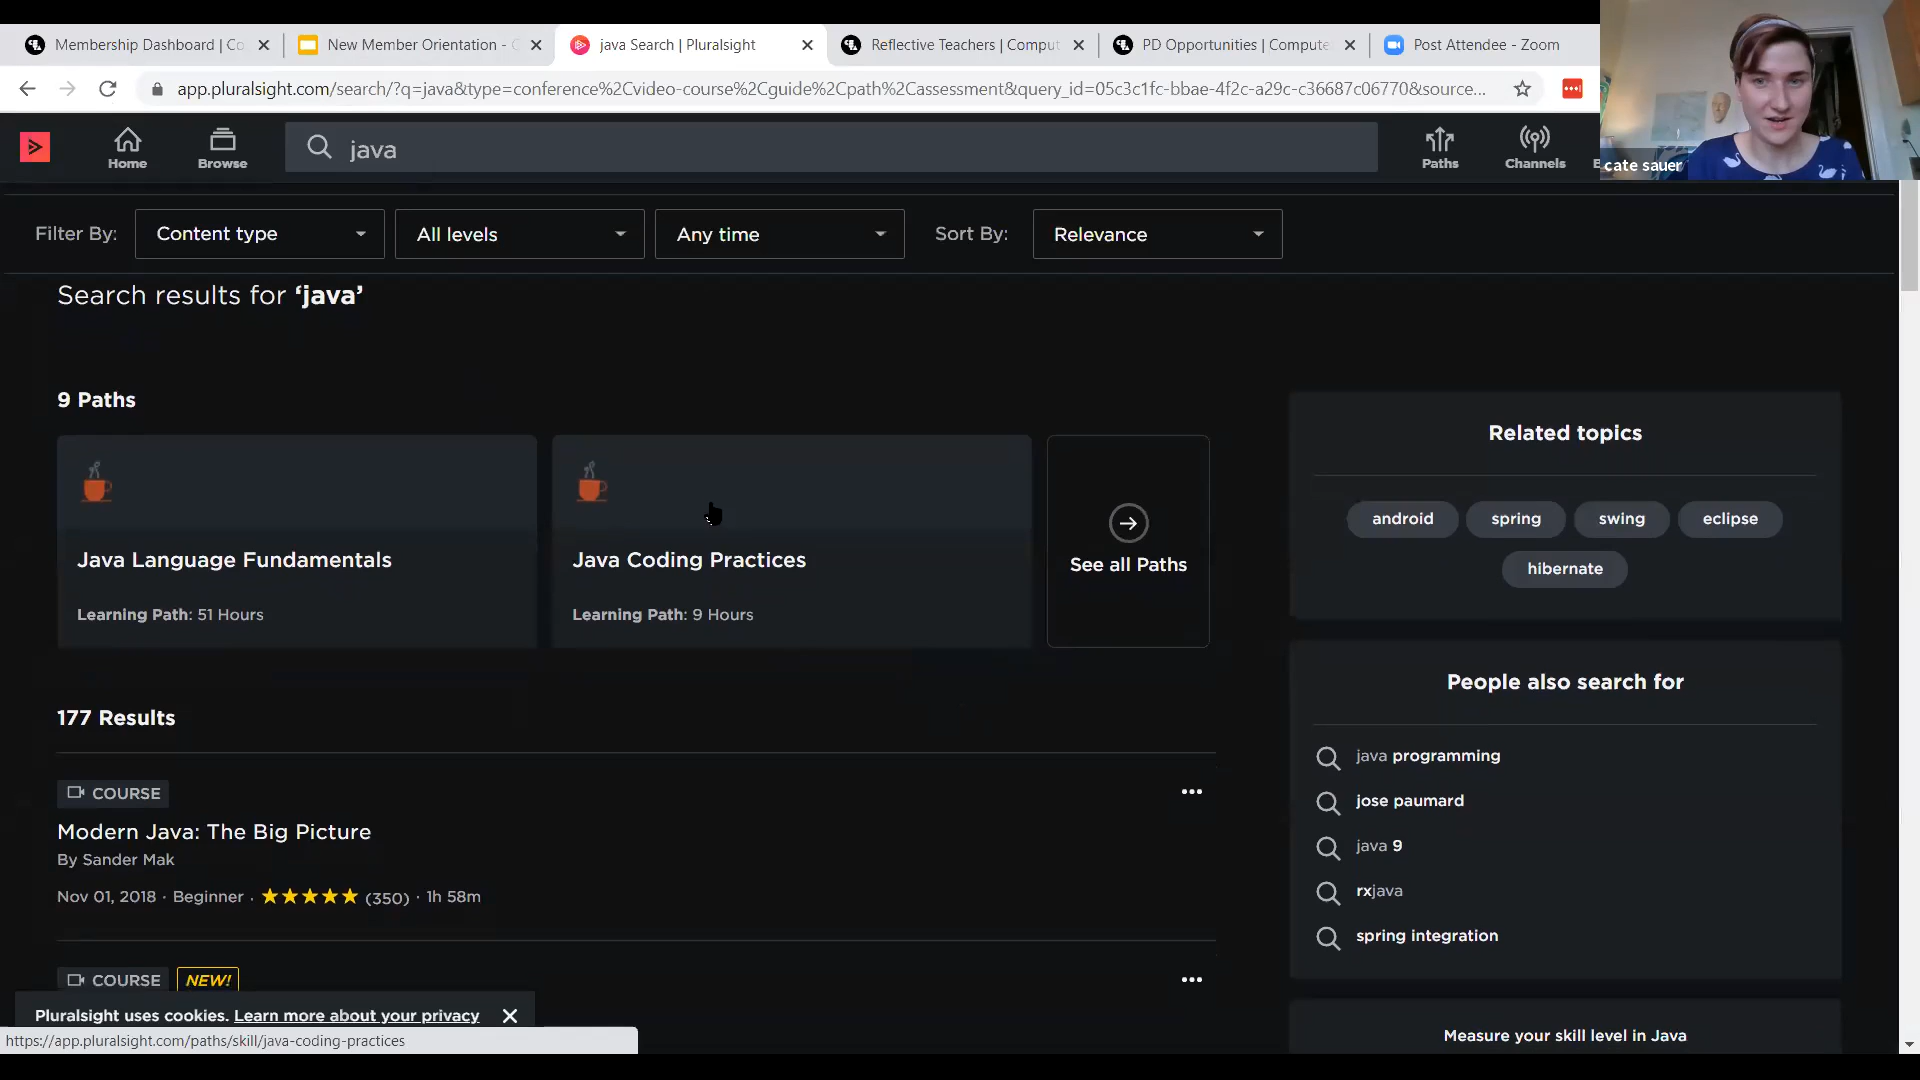 Membership Dashboard | Co
New Member Orientation - G
java Search | Pluralsight
Reflective Teachers | Comput
PD Opportunities | Compute
Post Attendee - Zoom
app.pluralsight.com/search/?q=java&type=conference%2Cvideo-course%2Cguide%2Cpath%2Cassessment&query_id=05c3c1fc-bbae-4f2c-a29c-c36687c06770&source...
Home
Browse
java
Paths
Channels
cate sauer
Filter By:
Content type
All levels
Any time
Sort By:
Relevance
Search results for ‘java’
9 Paths
Java Language Fundamentals
Learning Path: 51 Hours
Java Coding Practices
Learning Path: 9 Hours
See all Paths
Related topics
android
spring
swing
eclipse
hibernate
177 Results
COURSE
Modern Java: The Big Picture
By Sander Mak
Nov 01, 2018 · Beginner · (350) · 1h 58m
COURSE
NEW!
People also search for
java programming
jose paumard
java 9
rxjava
spring integration
Measure your skill level in Java
Pluralsight uses cookies. Learn more about your privacy
https://app.pluralsight.com/paths/skill/java-coding-practices